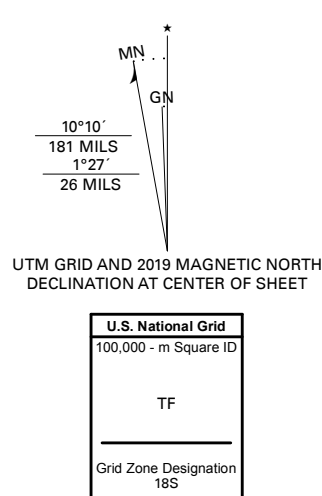 ★
MN
GN
10°10´
181 MILS
1°27´
26 MILS
UTM GRID AND 2019 MAGNETIC NORTH
DECLINATION AT CENTER OF SHEET
U.S. National Grid
100,000 - m Square ID
TF
Grid Zone Designation
18S